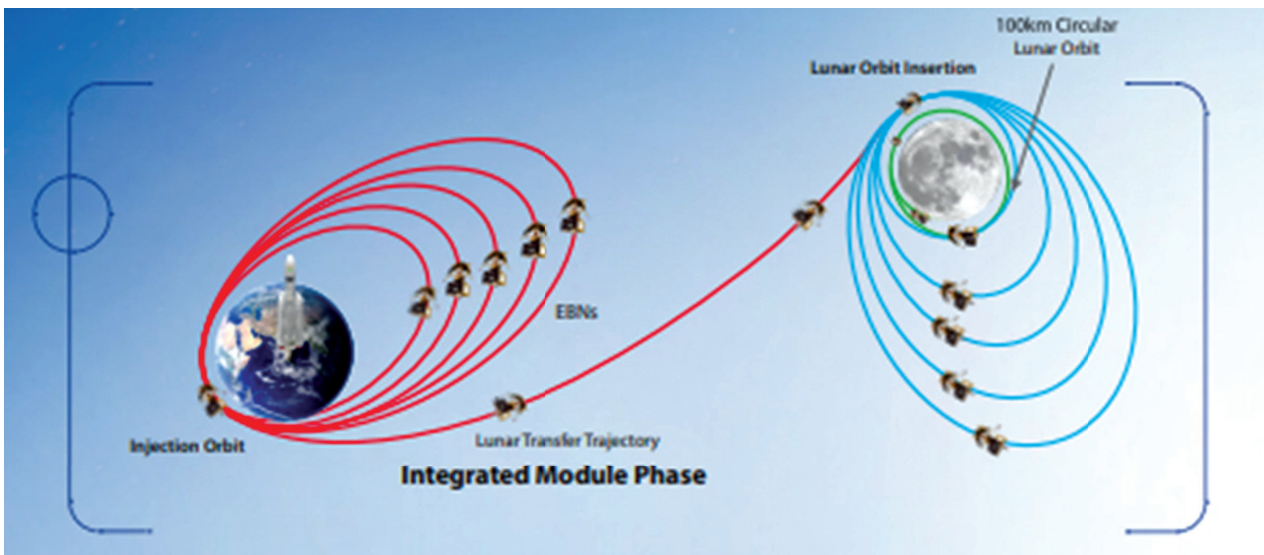 100km Circular
Lunar Orbit
Lunar Orbit Insertion
EBNs
Injection Orbit
Lunar Transfer Trajectory
Integrated Module Phase